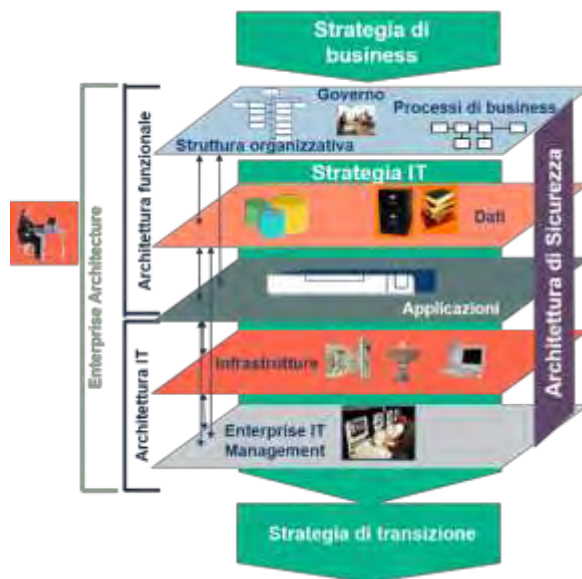 Strategia di
business
Governo
Processi di business
Struttura organizzativa
Strategia IT
Dati
Applicazioni
Infrastrutture
Enterprise IT
Management
Strategia di transizione
Enterprise Architecture
Architettura funzionale
Architettura IT
Architettura di Sicurezza